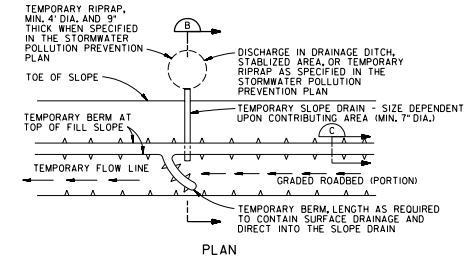 TEMPORARY RIPRAP,
MIN. 4' DIA. AND 9"
THICK WHEN SPECIFIED
IN THE STORMWATER
POLLUTION PREVENTION
PLAN
B
DISCHARGE IN DRAINAGE DITCH,
STABLIZED AREA, OR TEMPORARY
RIPRAP AS SPECIFIED IN THE
STORMWATER POLLUTION
PREVENTION PLAN
TOE OF SLOPE
TEMPORARY SLOPE DRAIN - SIZE DEPENDENT
UPON CONTRIBUTING AREA (MIN. 7" DIA.)
TEMPORARY BERM AT
TOP OF FILL SLOPE
C
TEMPORARY FLOW LINE
GRADED ROADBED (PORTION)
TEMPORARY BERM, LENGTH AS REQUIRED
TO CONTAIN SURFACE DRAINAGE AND
DIRECT INTO THE SLOPE DRAIN
PLAN